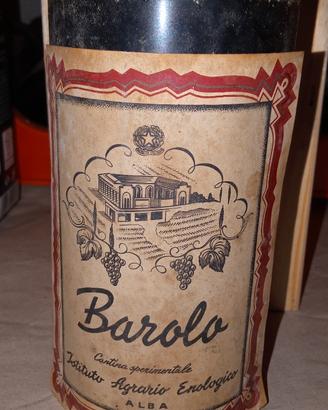 Barolo
Cantina sperimentale
Istituto Agrario Enologico
. ALBA